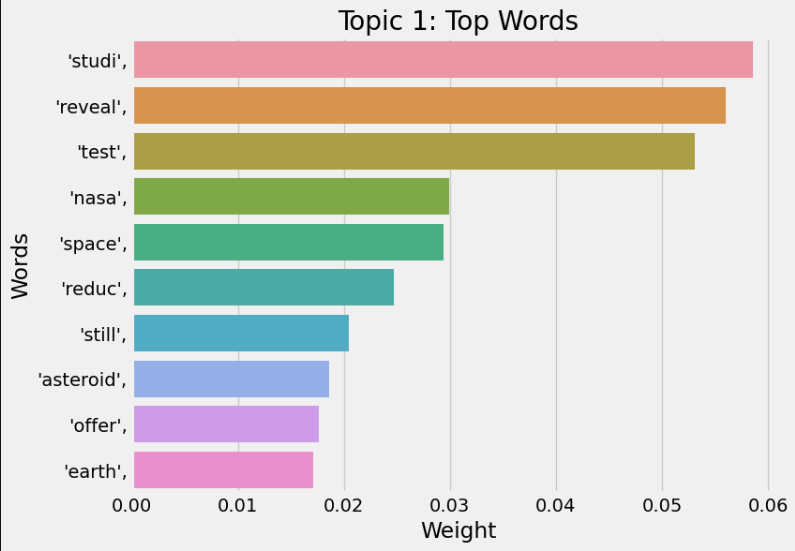 Topic 1: Top Words
'studi',
'reveal',
'test',
'nasa',
'space',
'reduc',
'still',
'asteroid',
'offer',
'earth',
Words
0.00 0.01 0.02 0.03 0.04 0.05 0.06
Weight